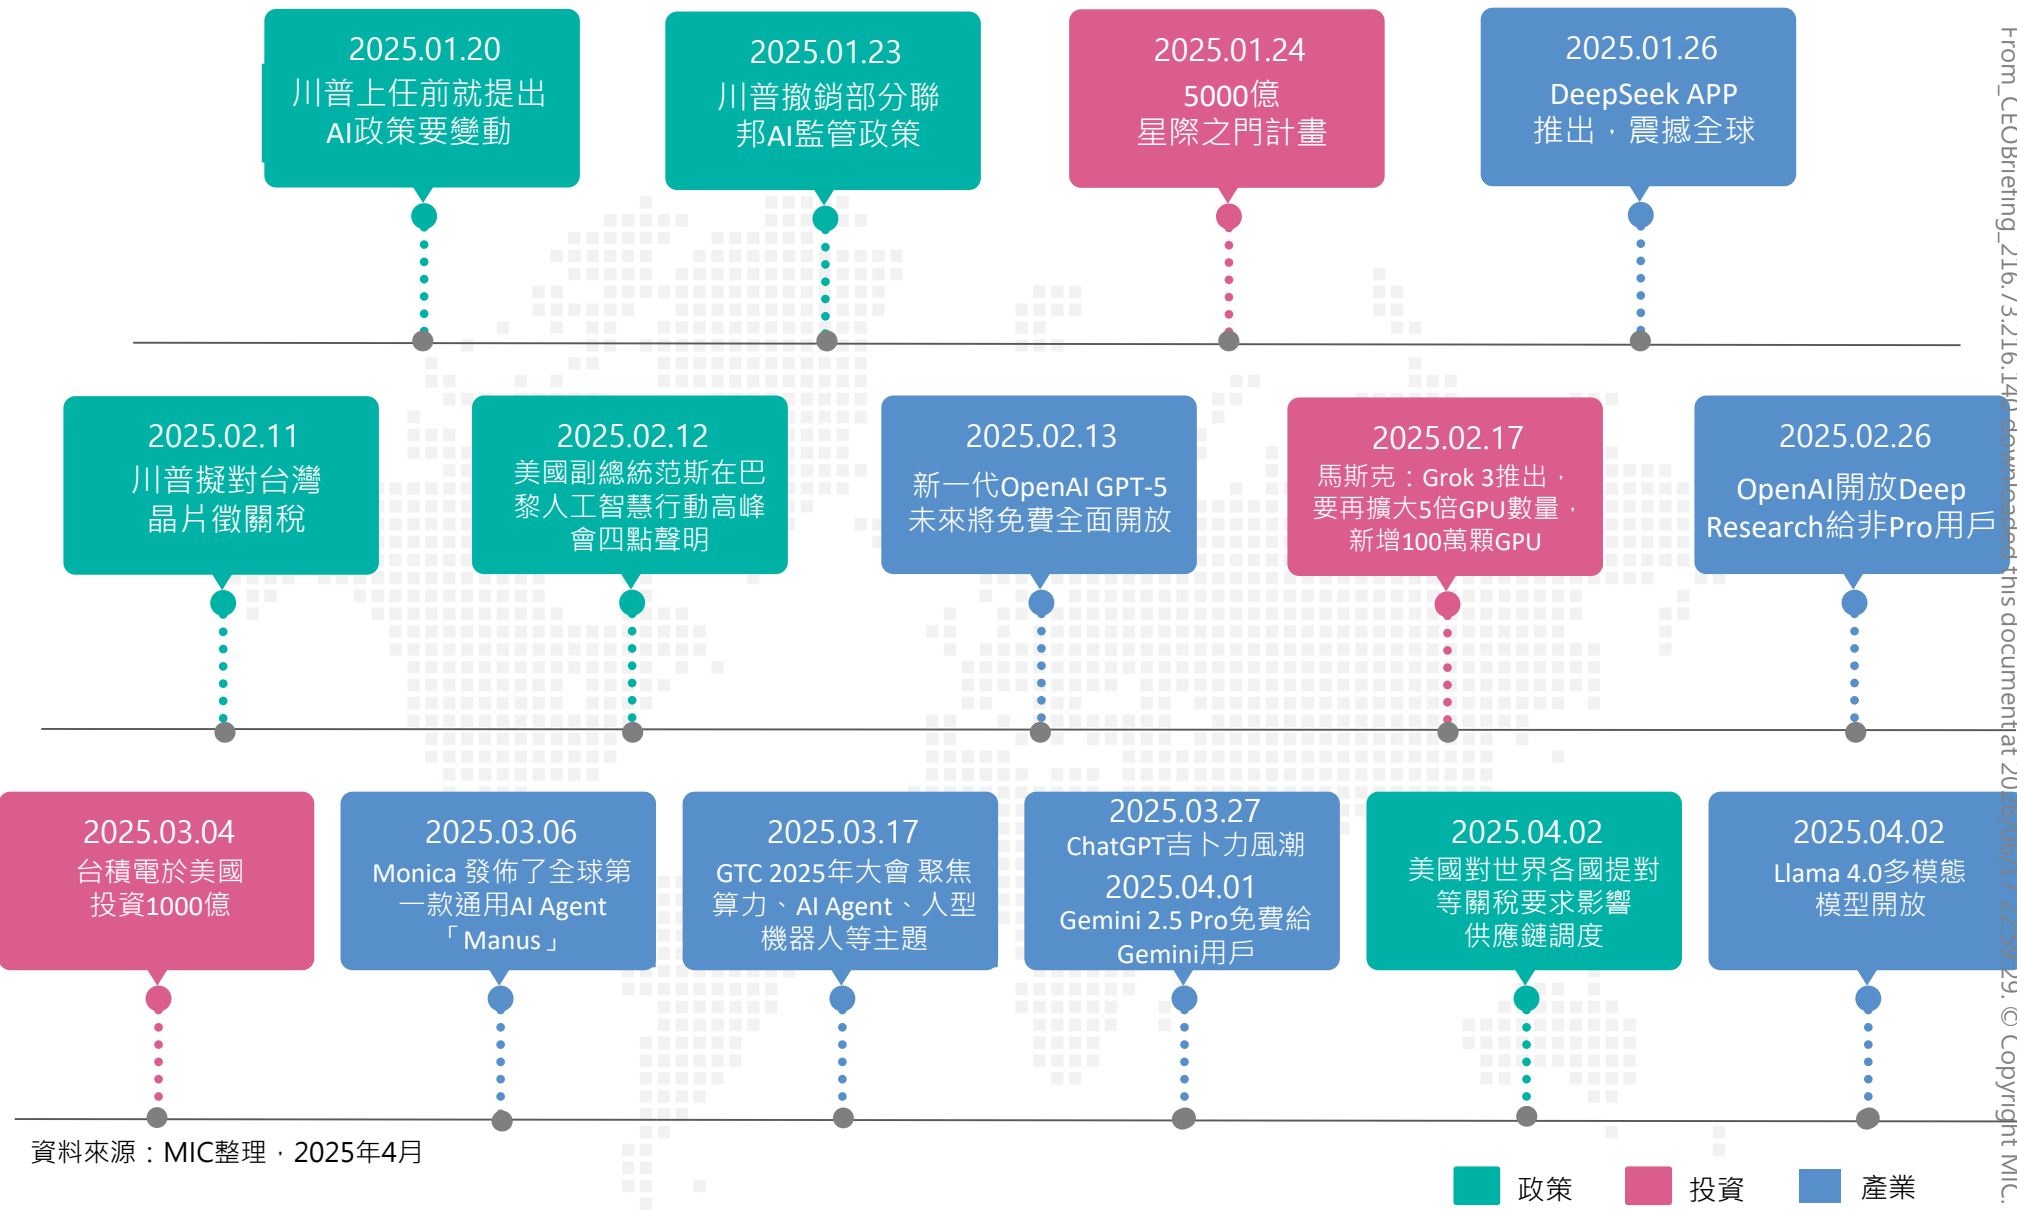 2025.01.20
川普上任前就提出
AI政策要變動
2025.01.23
川普撤銷部分聯
邦AI監管政策
2025.01.24
5000億
星際之門計畫
2025.01.26
DeepSeek APP
推出，震撼全球
2025.02.11
川普擬對台灣
晶片徵關稅
2025.02.12
美國副總統范斯在巴
黎人工智慧行動高峰
會四點聲明
2025.02.13
新一代OpenAI GPT-5
未來將免費全面開放
2025.02.17
馬斯克：Grok 3推出，
要再擴大5倍GPU數量，
新增100萬顆GPU
2025.02.26
OpenAI開放Deep
Research給非Pro用戶
2025.03.04
台積電於美國
投資1000億
2025.03.06
Monica 發佈了全球第
一款通用AI Agent
「Manus」
2025.03.17
GTC 2025年大會 聚焦
算力、AI Agent、人型
機器人等主題
2025.03.27
ChatGPT吉卜力風潮
2025.04.01
Gemini 2.5 Pro免費給
Gemini用戶
2025.04.02
美國對世界各國提對
等關稅要求影響
供應鏈調度
2025.04.02
Llama 4.0多模態
模型開放
資料來源：MIC整理，2025年4月
政策
投資
產業
From_CEOBriefing_216.73.216.140 downloaded this document at 2026/06/17 22:59:29. © Copyright MIC.